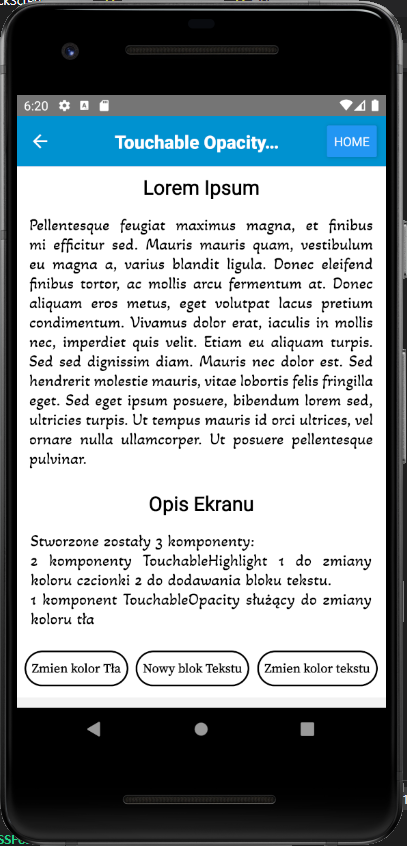 6:20
Touchable Opacity...
HOME
Lorem Ipsum
Pellentesque feugiat maximus magna, et finibus
mi efficitur sed. Mauris mauris quam, vestibulum
eu magna a, varius blandit ligula. Donec eleifend
finibus tortor, ac mollis arcu fermentum at. Donec
aliquam eros metus, eget volutpat lacus pretium
condimentum. Vivamus dolor erat, iaculis in mollis
nec, imperdiet quis velit. Etiam eu aliquam turpis.
Sed sed dignissim diam. Mauris nec dolor est. Sed
hendrerit molestie mauris, vitae lobortis felis fringilla
eget. Sed eget ipsum posuere, bibendum lorem sed,
ultricies turpis. Ut tempus mauris id orci ultrices, vel
ornare nulla ullamcorper. Ut posuere pellentesque
pulvinar.
Opis Ekranu
Stworzone zostały 3 komponenty:
2 komponenty TouchableHighlight 1 do zmiany
koloru czcionki 2 do dodawania bloku tekstu.
1 komponent TouchableOpacity służący do zmiany
koloru tła
Zmien kolor Tła
Nowy blok Tekstu
Zmien kolor tekstu